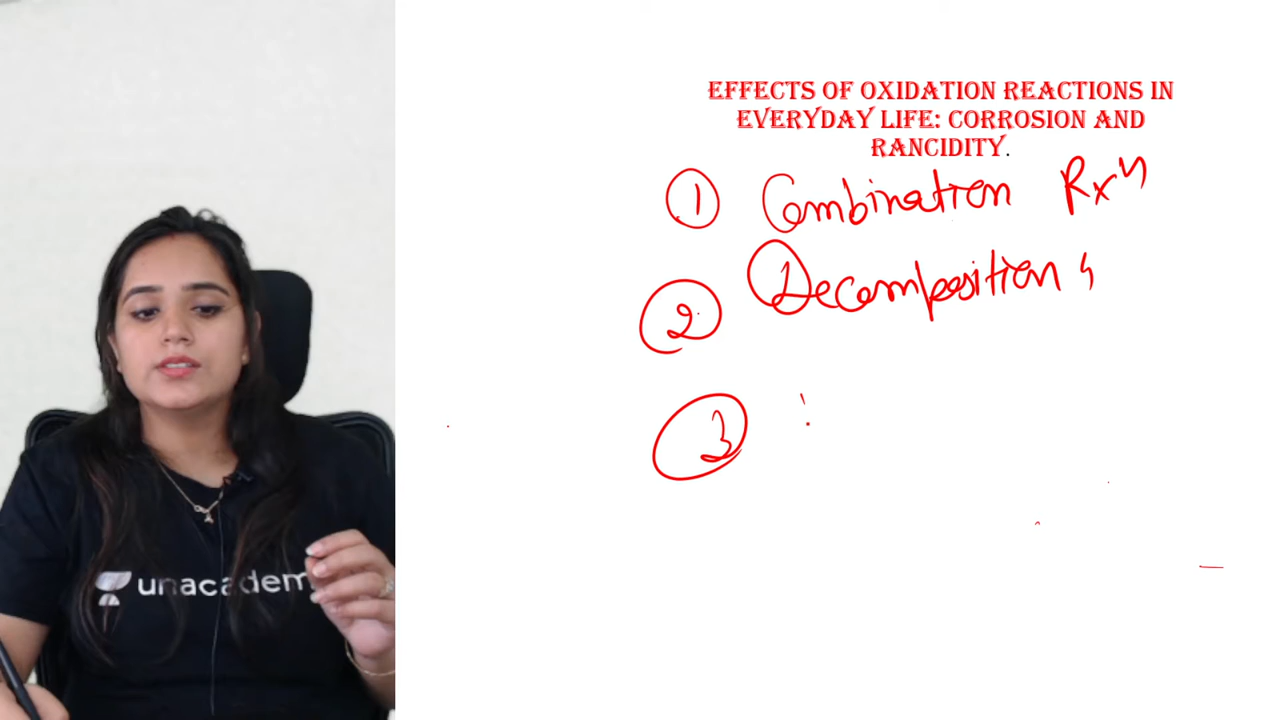 EFFECTS OF OXIDATION REACTIONS IN
EVERYDAY LIFE: CORROSION AND
RANCIDITY.
1 Combination Rxn
2 Decomposition "
3
unacadem